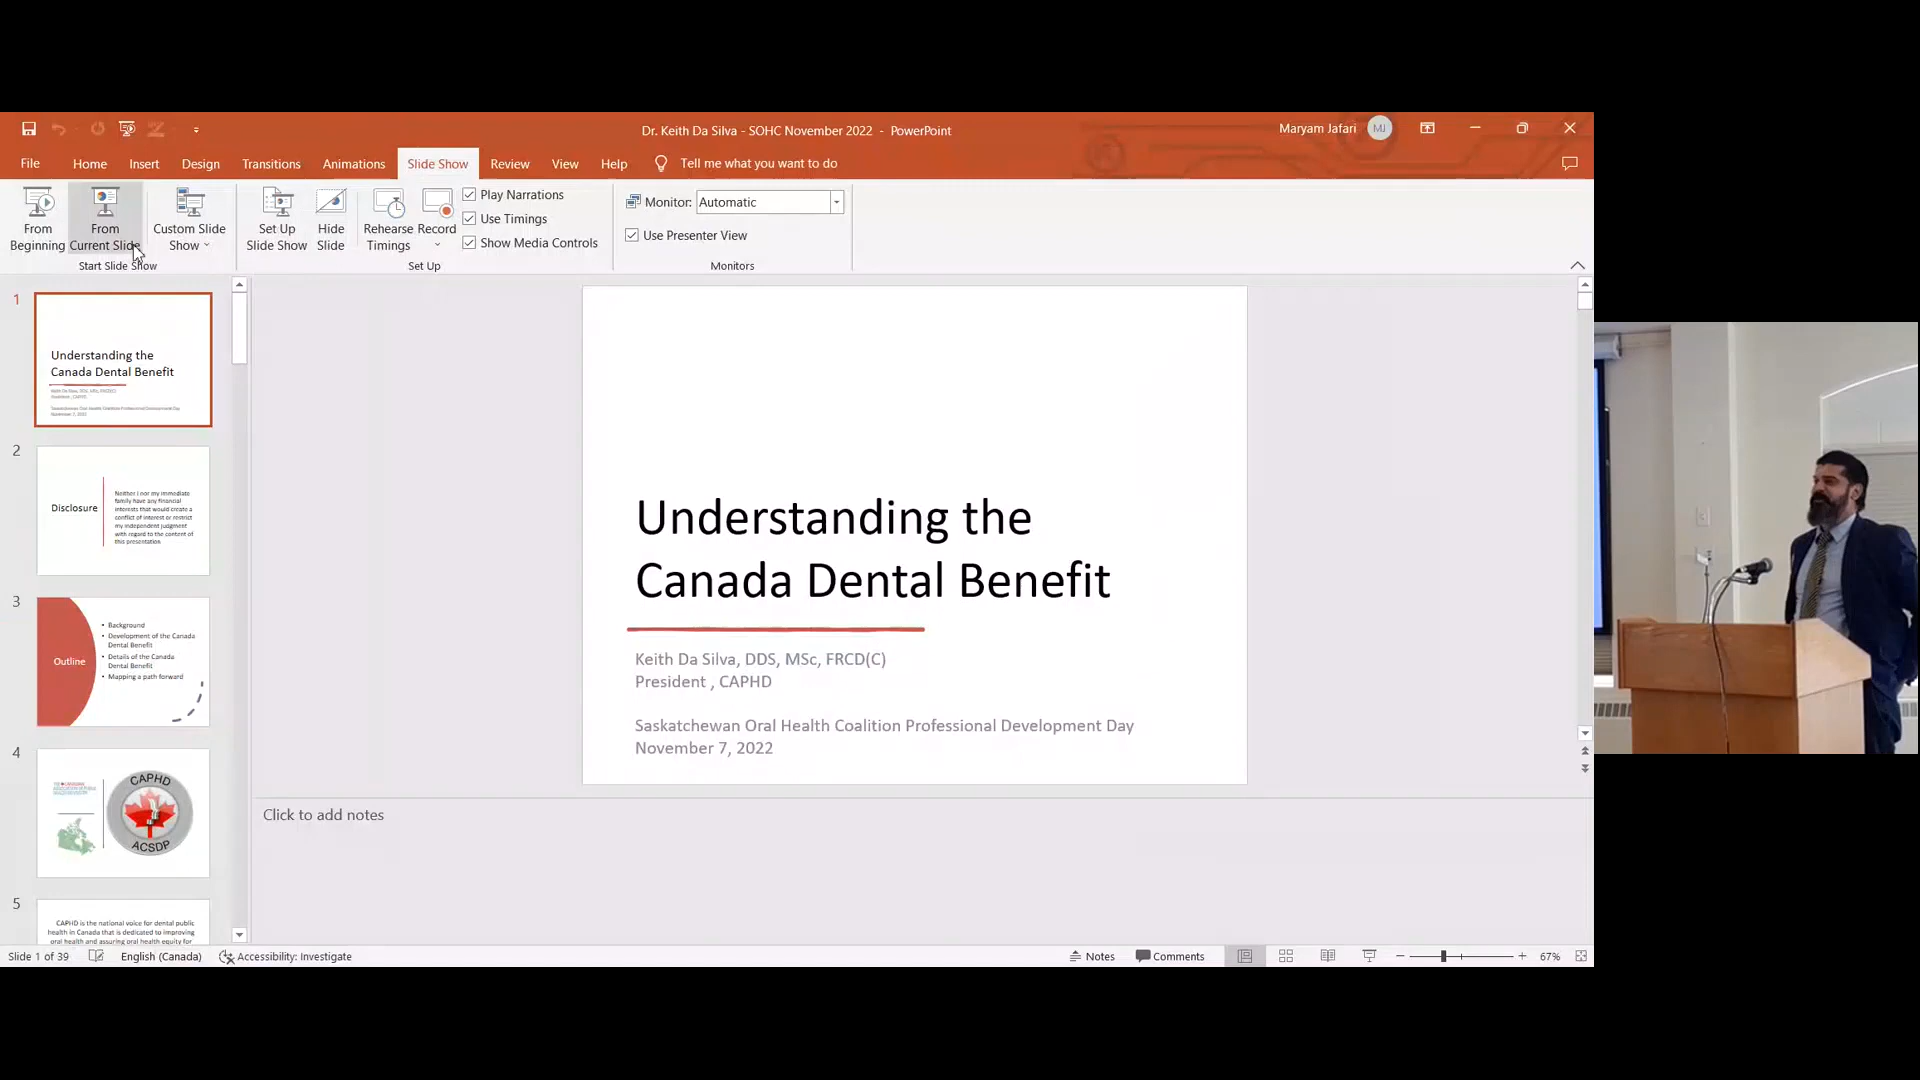 Dr. Keith Da Silva - SOHC November 2022 - PowerPoint
Maryam Jafari
MJ
File
Home
Insert
Design
Transitions
Animations
Slide Show
Review
View
Help
Tell me what you want to do
From
Beginning
From
Current Slide
Custom Slide
Show
Start Slide Show
Set Up
Slide Show
Hide
Slide
Rehearse
Timings
Record
Play Narrations
Use Timings
Show Media Controls
Set Up
Monitor:
Automatic
Use Presenter View
Monitors
1
Understanding the
Canada Dental Benefit
2
Disclosure
Neither I nor my immediate
family have any financial
interests that would create a
conflict of interest or restrict
my independent judgment
with regard to the content of
this presentation
3
Outline
• Background
• Development of the Canada
Dental Benefit
• Details of the Canada
Dental Benefit
• Mapping a path forward
4
CAPHD
ACSDP
5
CAPHD is the national voice for dental public
health in Canada that is dedicated to improving
oral health and assuring oral health equity for
Understanding the
Canada Dental Benefit
Keith Da Silva, DDS, MSc, FRCD(C)
President , CAPHD
Saskatchewan Oral Health Coalition Professional Development Day
November 7, 2022
Click to add notes
Slide 1 of 39
English (Canada)
Accessibility: Investigate
Notes
Comments
67%